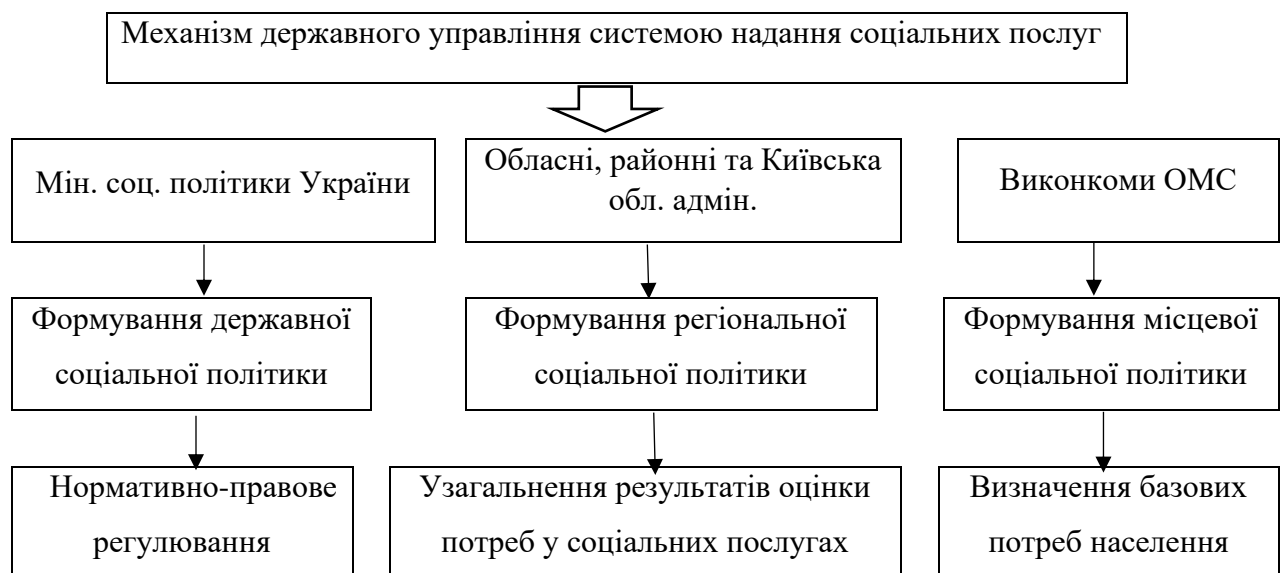 Механізм державного управління системою надання соціальних послуг
Мін. соц. політики України
Обласні, районні та Київська
обл. адмін.
Виконкоми ОМС
Формування державної
соціальної політики
Формування регіональної
соціальної політики
Формування місцевої
соціальної політики
Нормативно-правове
регулювання
Узагальнення результатів оцінки
потреб у соціальних послугах
Визначення базових
потреб населення